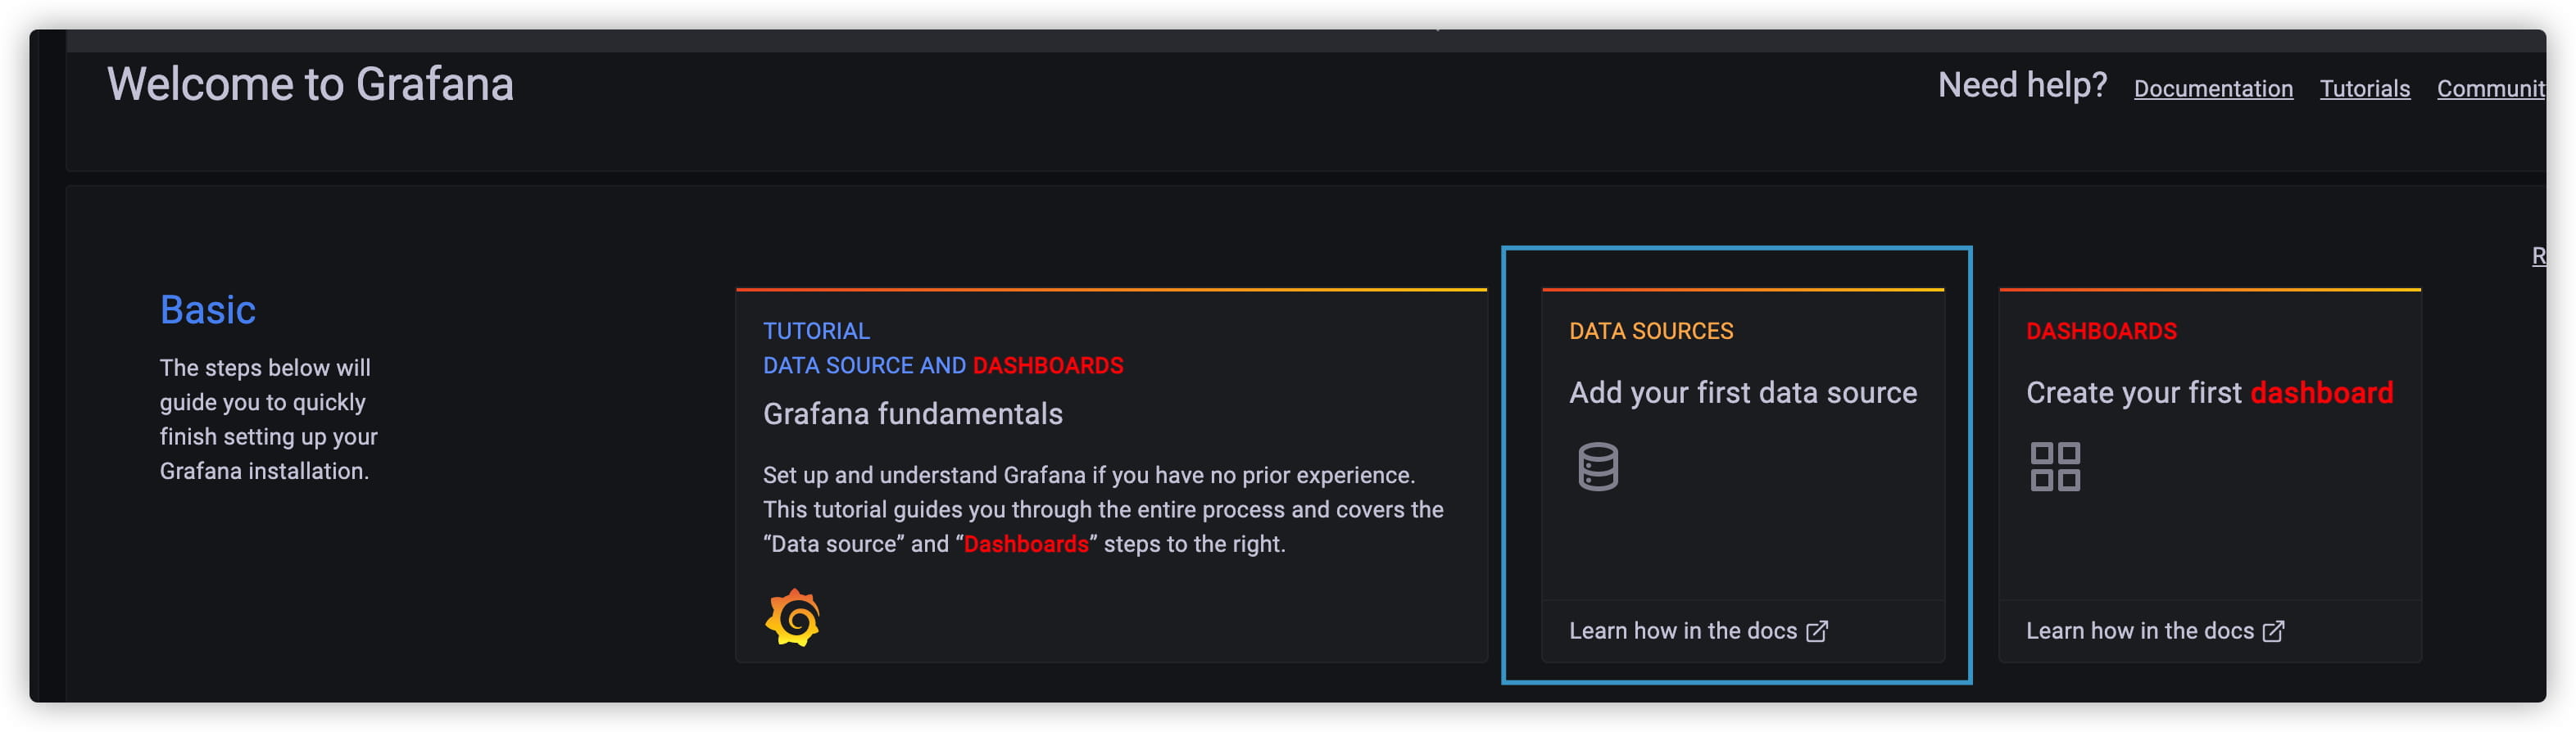 Welcome to Grafana
Need help? Documentation Tutorials Communit
R
Basic
The steps below will
guide you to quickly
finish setting up your
Grafana installation.
TUTORIAL
DATA SOURCE AND DASHBOARDS
Grafana fundamentals
Set up and understand Grafana if you have no prior experience.
This tutorial guides you through the entire process and covers the
“Data source” and “Dashboards” steps to the right.
DATA SOURCES
Add your first data source
Learn how in the docs
DASHBOARDS
Create your first dashboard
Learn how in the docs